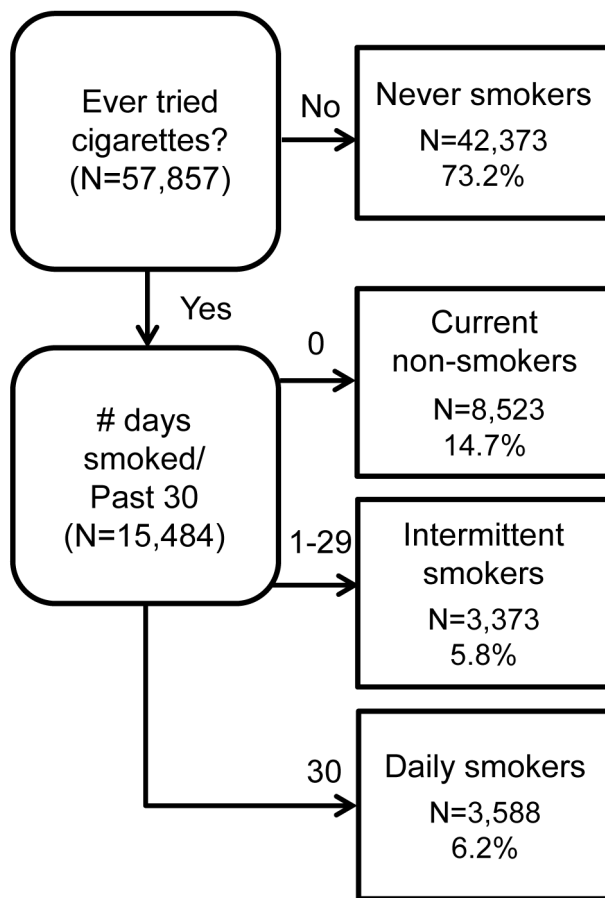 Ever tried
cigarettes?
(N=57,857)
No
Never smokers
N=42,373
73.2%
Yes
# days
smoked/
Past 30
(N=15,484)
0
Current
non-smokers
N=8,523
14.7%
1-29
Intermittent
smokers
N=3,373
5.8%
30
Daily smokers
N=3,588
6.2%